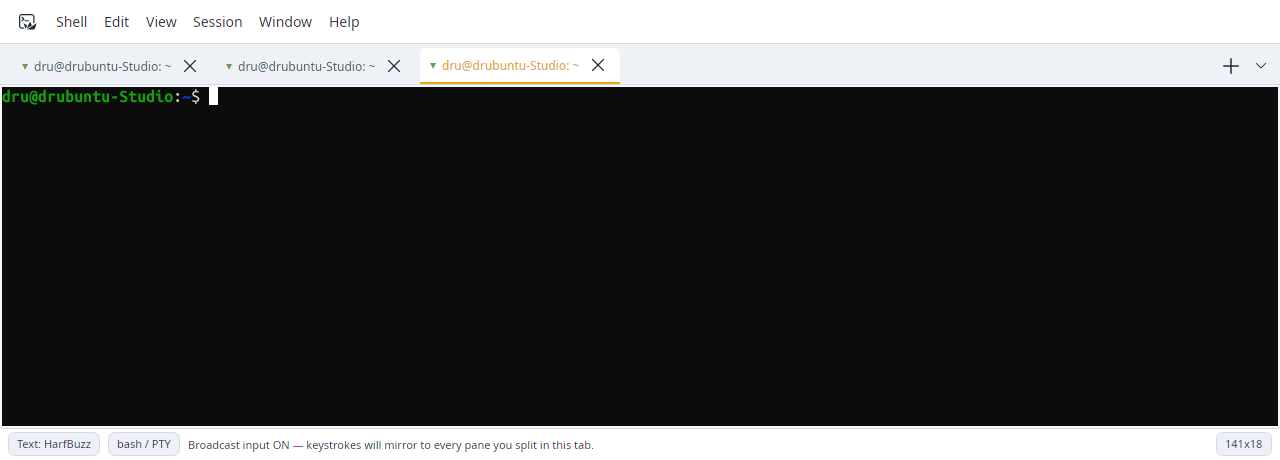 Shell Edit View Session Window Help
▾ dru@drubuntu-Studio: ~ ▾ dru@drubuntu-Studio: ~ ▾ dru@drubuntu-Studio: ~
dru@drubuntu-Studio:~$
Text: HarfBuzz bash / PTY Broadcast input ON — keystrokes will mirror to every pane you split in this tab. 141x18